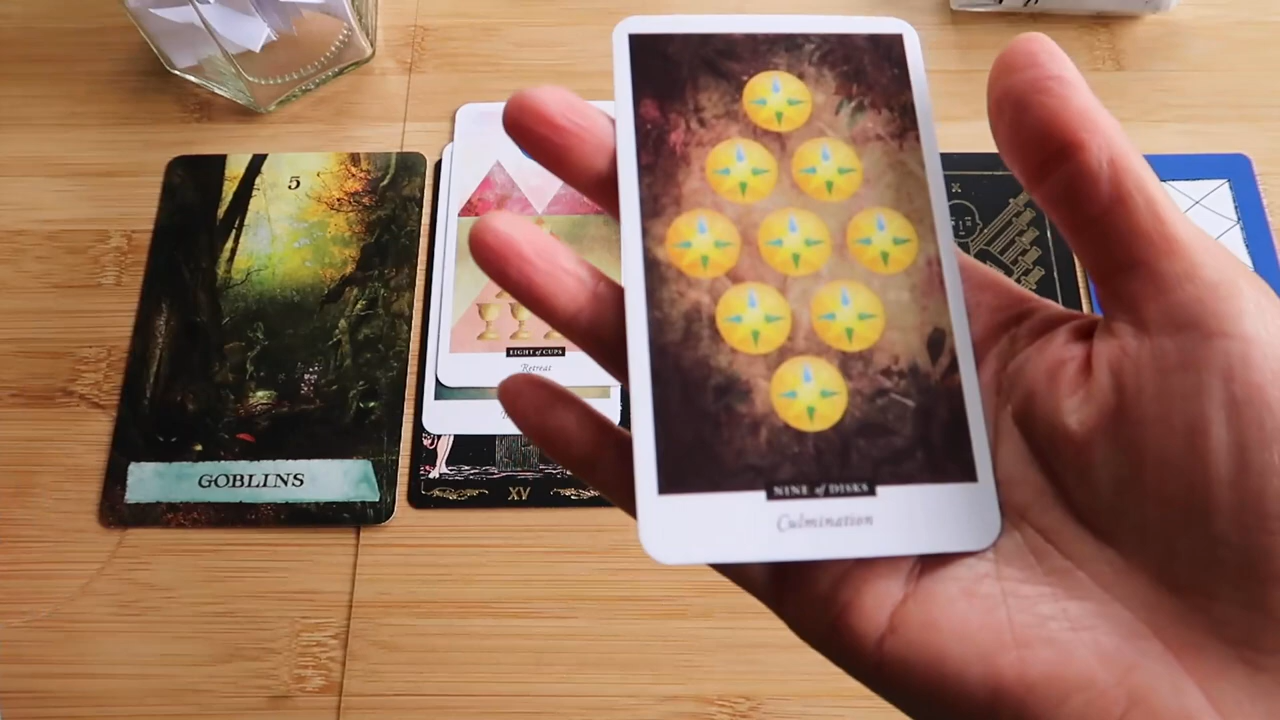 5
GOBLINS
EIGHT of CUPS
Retreat
XV
NINE of DISKS
Culmination
X